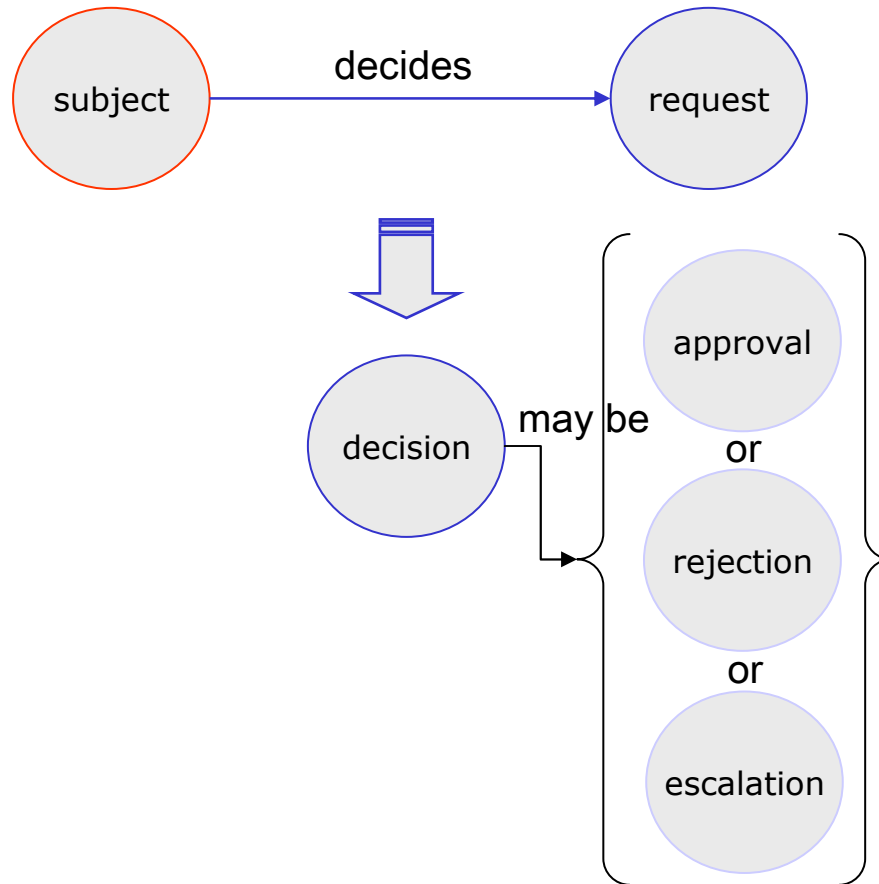 decides
subject
request
approval
may be
decision
or
rejection
or
escalation